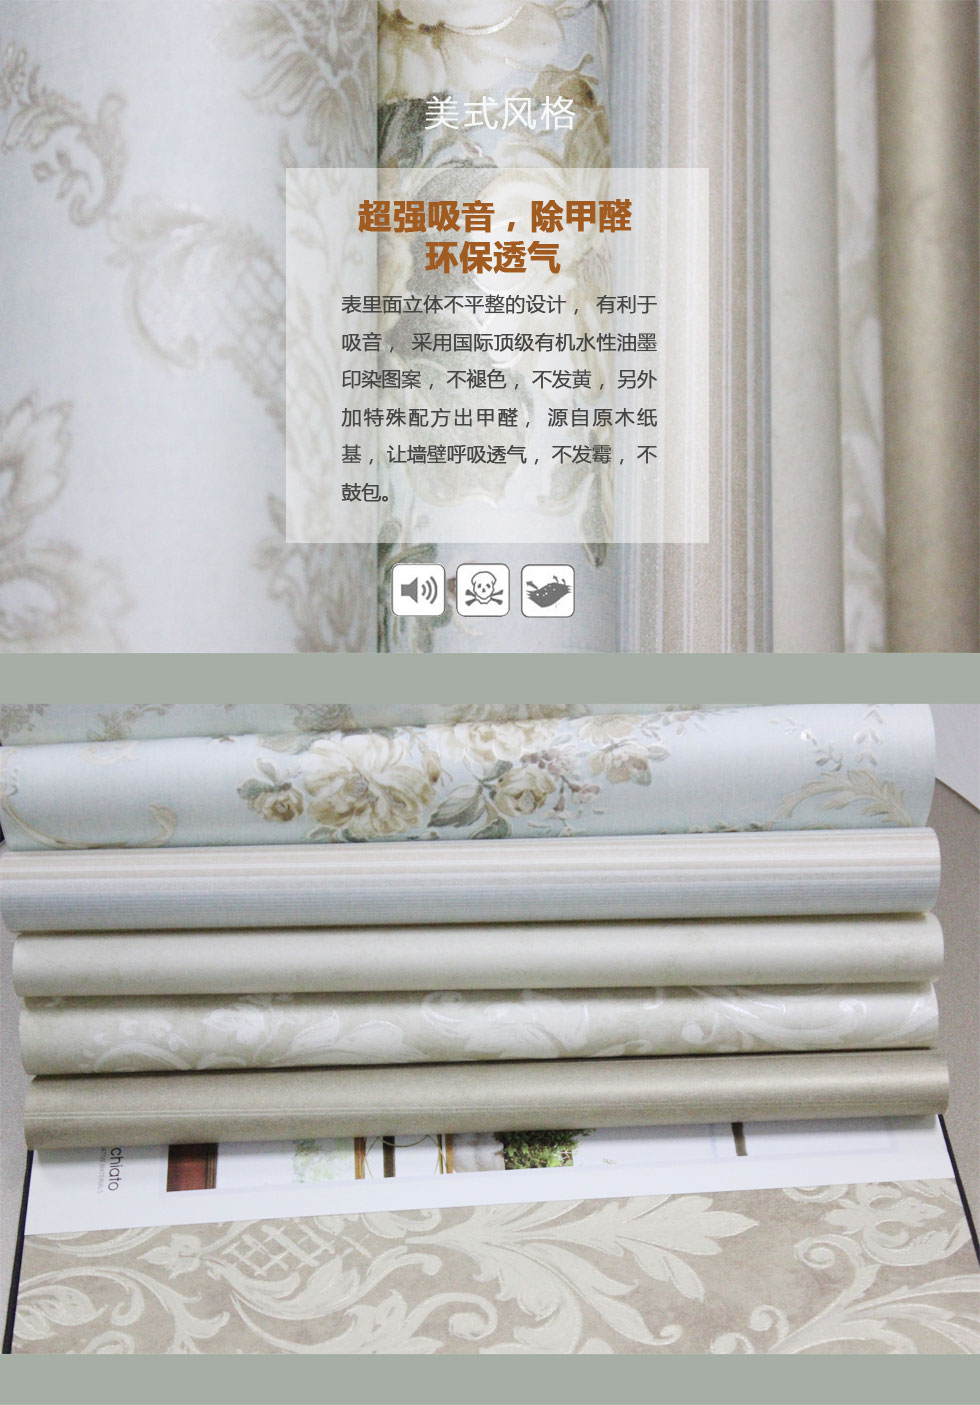 美式风格
超强吸音，除甲醛
环保透气
表里面立体不平整的设计， 有利于
吸音， 采用国际顶级有机水性油墨
印染图案，不褪色，不发黄，另外
加特殊配方出甲醛， 源自原木纸
基，让墙壁呼吸透气，不发霉，不
鼓包。
chiato